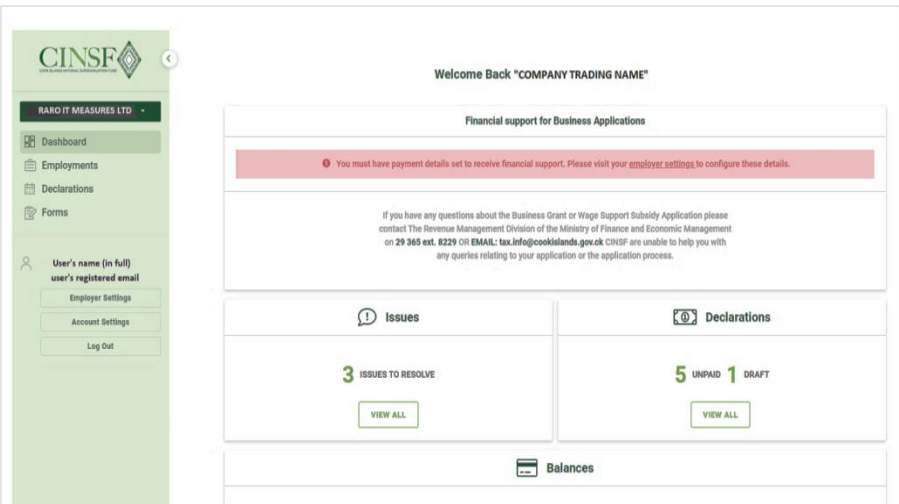 CINSF
COOK ISLANDS NATIONAL SUPERANNUATION FUND
RARO IT MEASURES LTD
Dashboard
Employments
Declarations
Forms
User's name (in full)
user's registered email
Employer Settings
Account Settings
Log Out
Welcome Back "COMPANY TRADING NAME"
Financial support for Business Applications
You must have payment details set to receive financial support. Please visit your employer settings to configure these details.
If you have any questions about the Business Grant or Wage Support Subsidy Application please
contact The Revenue Management Division of the Ministry of Finance and Economic Management
on 29 365 ext. 8229 OR EMAIL: tax.info@cookislands.gov.ck CINSF are unable to help you with
any queries relating to your application or the application process.
Issues
3 ISSUES TO RESOLVE
VIEW ALL
Declarations
5 UNPAID 1 DRAFT
VIEW ALL
Balances